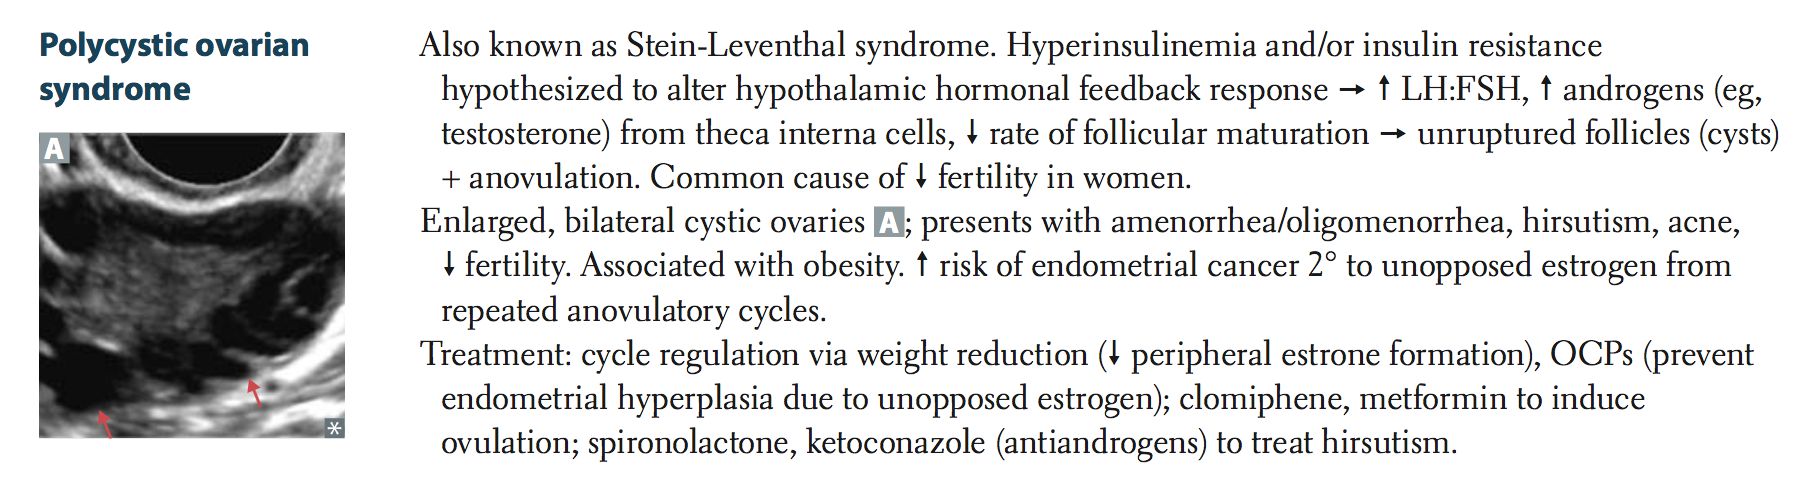 Polycystic ovarian
syndrome
A
*
Also known as Stein-Leventhal syndrome. Hyperinsulinemia and/or insulin resistance
hypothesized to alter hypothalamic hormonal feedback response → ↑ LH:FSH, ↑ androgens (eg,
testosterone) from theca interna cells, ↓ rate of follicular maturation → unruptured follicles (cysts)
+ anovulation. Common cause of ↓ fertility in women.
Enlarged, bilateral cystic ovaries A; presents with amenorrhea/oligomenorrhea, hirsutism, acne,
↓ fertility. Associated with obesity. ↑ risk of endometrial cancer 2° to unopposed estrogen from
repeated anovulatory cycles.
Treatment: cycle regulation via weight reduction (↓ peripheral estrone formation), OCPs (prevent
endometrial hyperplasia due to unopposed estrogen); clomiphene, metformin to induce
ovulation; spironolactone, ketoconazole (antiandrogens) to treat hirsutism.